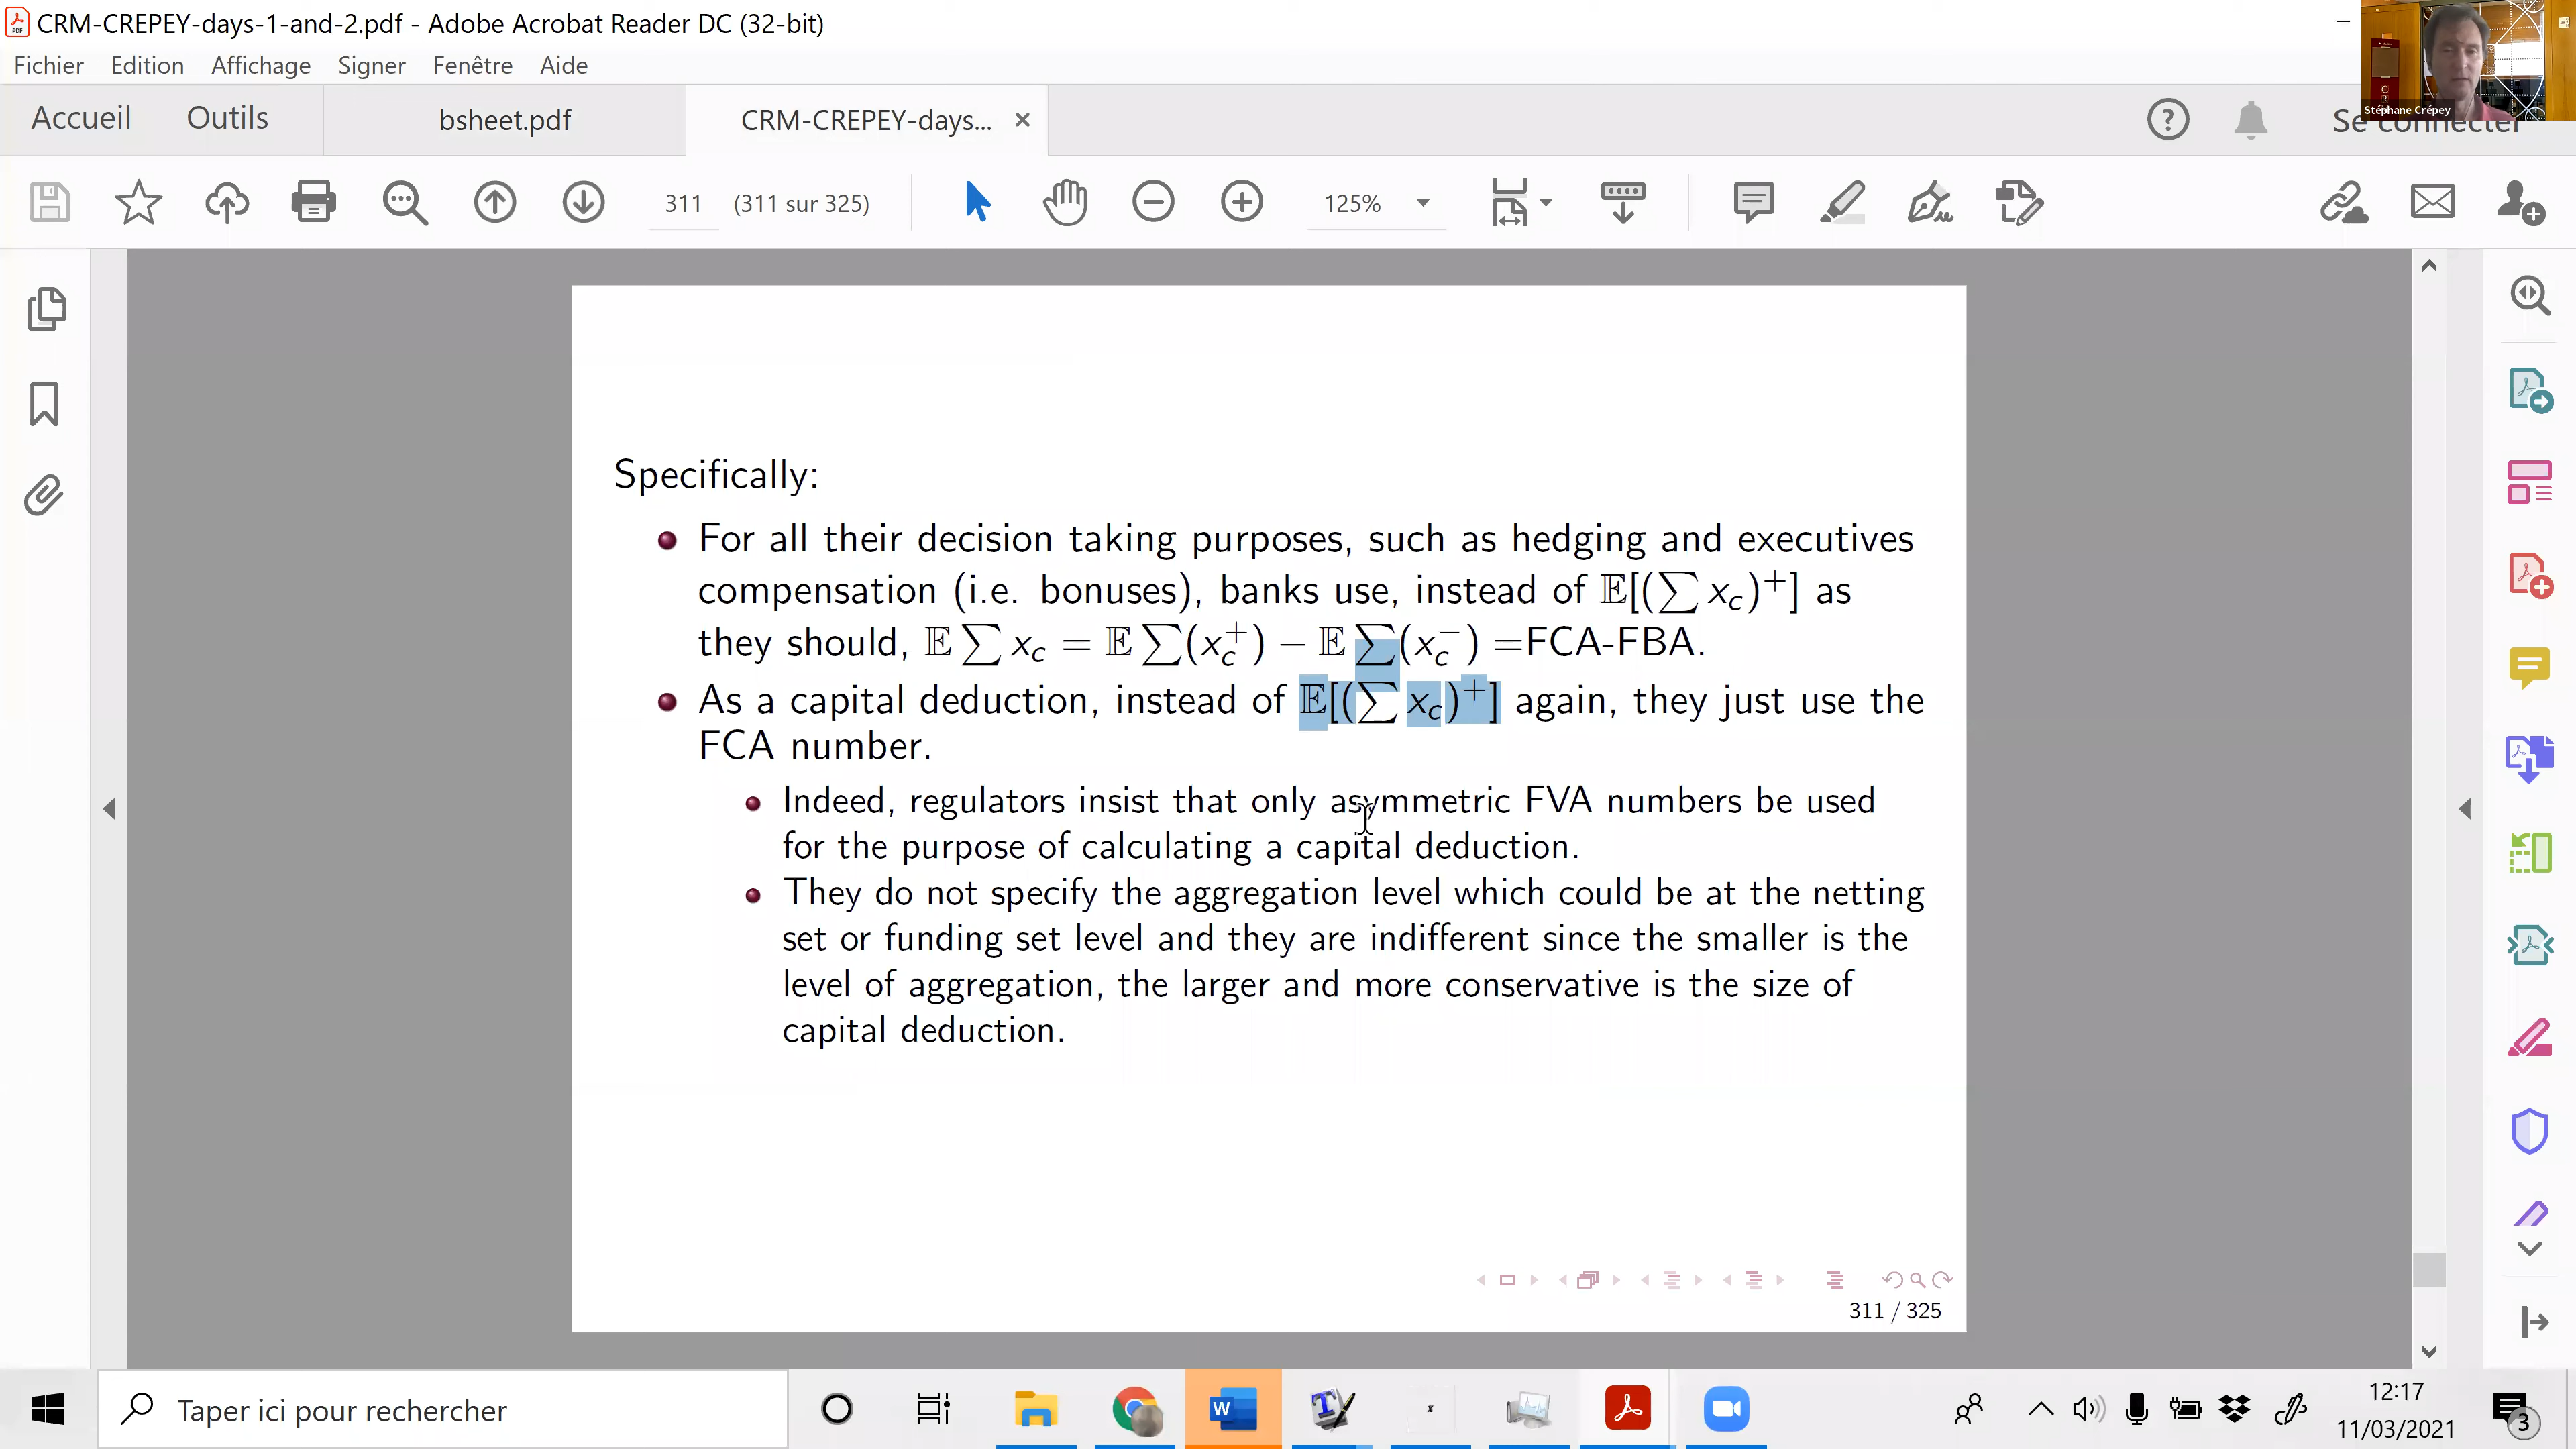 CRM-CREPEY-days-1-and-2.pdf - Adobe Acrobat Reader DC (32-bit)
Fichier Edition Affichage Signer Fenêtre Aide
Stéphane Crépey
Accueil Outils bsheet.pdf CRM-CREPEY-days... × Se connecter
311 (311 sur 325) 125%
Specifically:
For all their decision taking purposes, such as hedging and executives
compensation (i.e. bonuses), banks use, instead of 𝔼[(∑ x_c)^+] as
they should, 𝔼 ∑ x_c = 𝔼 ∑(x_c^+) − 𝔼 ∑(x_c^−) =FCA-FBA.
As a capital deduction, instead of 𝔼[(∑ x_c)^+] again, they just use the
FCA number.
Indeed, regulators insist that only asymmetric FVA numbers be used
for the purpose of calculating a capital deduction.
They do not specify the aggregation level which could be at the netting
set or funding set level and they are indifferent since the smaller is the
level of aggregation, the larger and more conservative is the size of
capital deduction.
311 / 325
Taper ici pour rechercher
12:17
11/03/2021
3